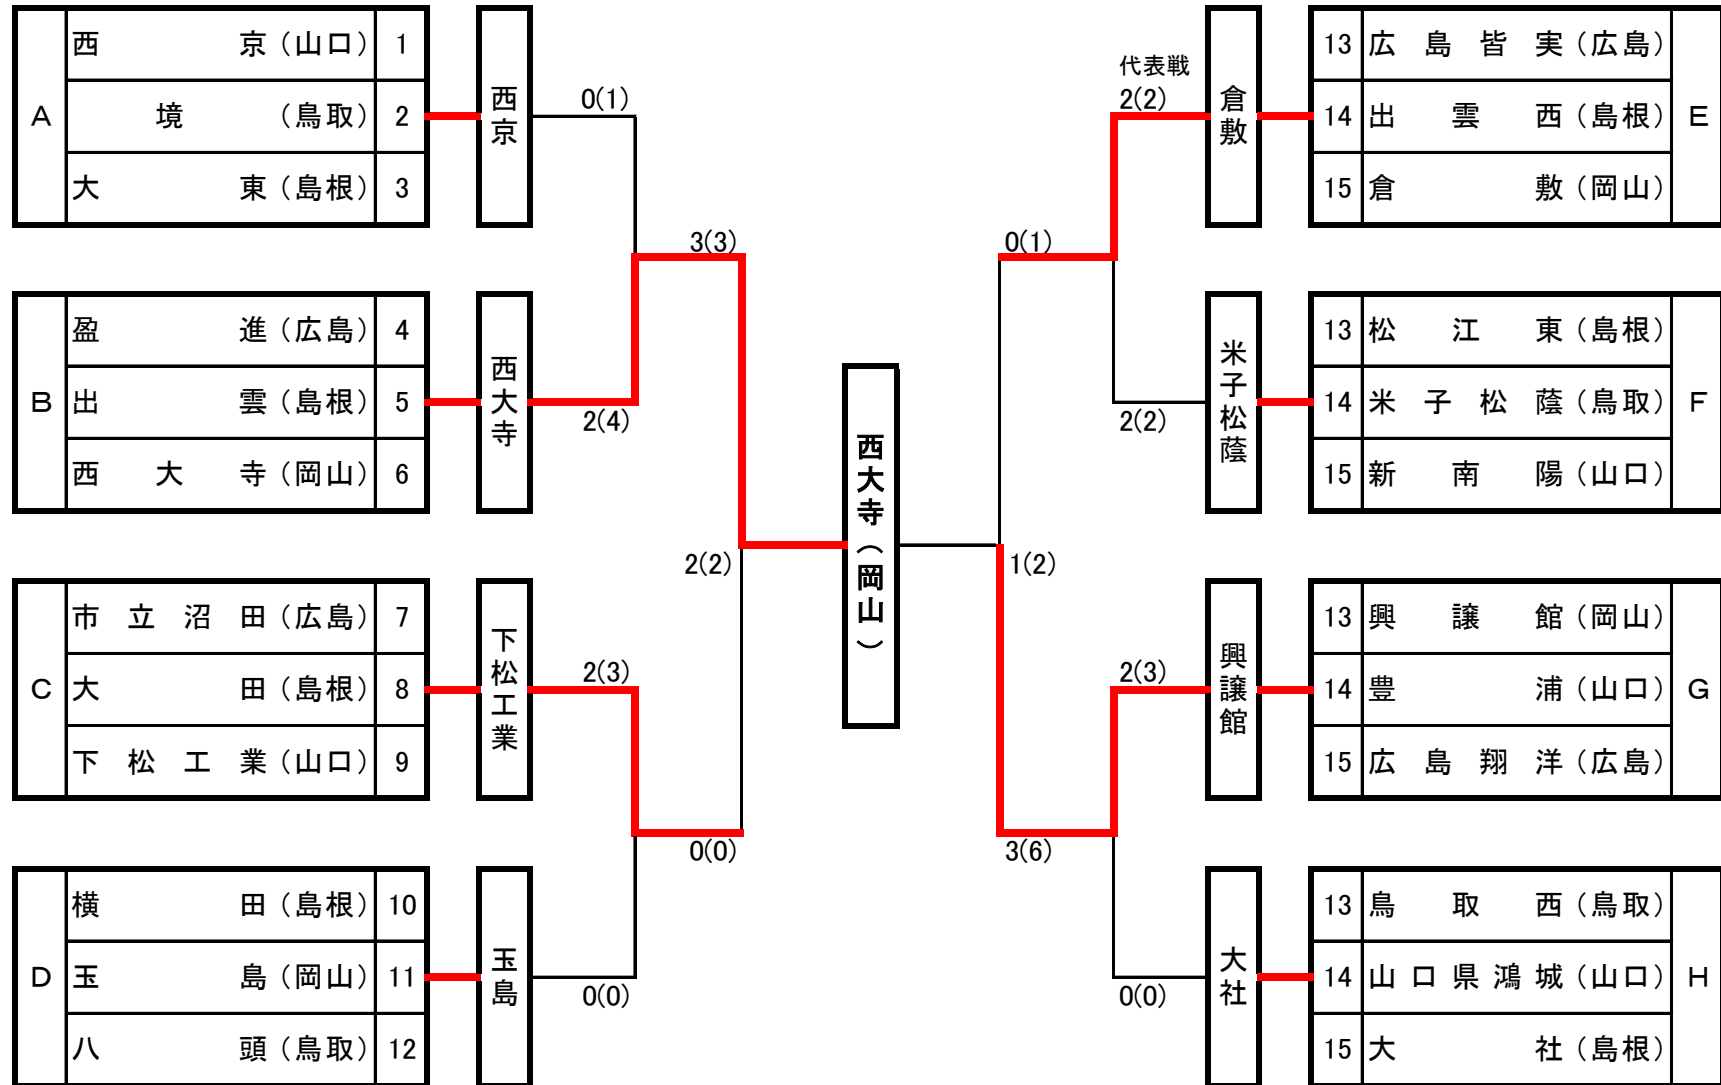 A
西京(山口) 1
境(鳥取) 2
大東(島根) 3
西京
0(1)
B
盈進(広島) 4
出雲(島根) 5
西大寺(岡山) 6
西大寺
2(4)
3(3)
C
市立沼田(広島) 7
大田(島根) 8
下松工業(山口) 9
下松工業
2(3)
D
横田(島根) 10
玉島(岡山) 11
八頭(鳥取) 12
玉島
0(0)
0(0)
2(2)
西大寺(岡山)
1(2)
代表戦
2(2)
倉敷
13 広島皆実(広島)
14 出雲西(島根)
15 倉敷(岡山)
E
0(1)
2(2)
米子松蔭
13 松江東(島根)
14 米子松蔭(鳥取)
15 新南陽(山口)
F
2(3)
興譲館
13 興譲館(岡山)
14 豊浦(山口)
15 広島翔洋(広島)
G
3(6)
0(0)
大社
13 鳥取西(鳥取)
14 山口県鴻城(山口)
15 大社(島根)
H